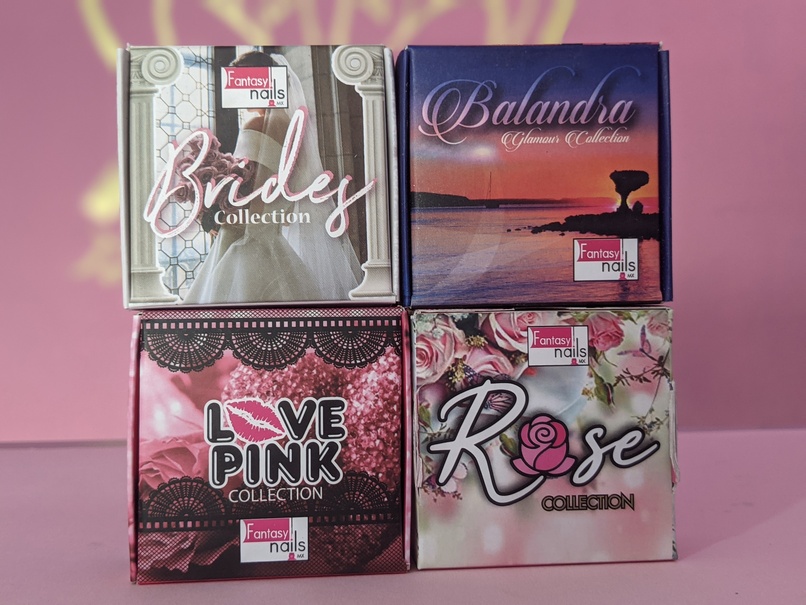 Fantasy
nails
MX
Brides
Collection
Balandra
Glamour Collection
Fantasy
nails
MX
LOVE
PINK
COLLECTION
Fantasy
nails
MX
Fantasy
nails
MX
Rose
COLLECTION